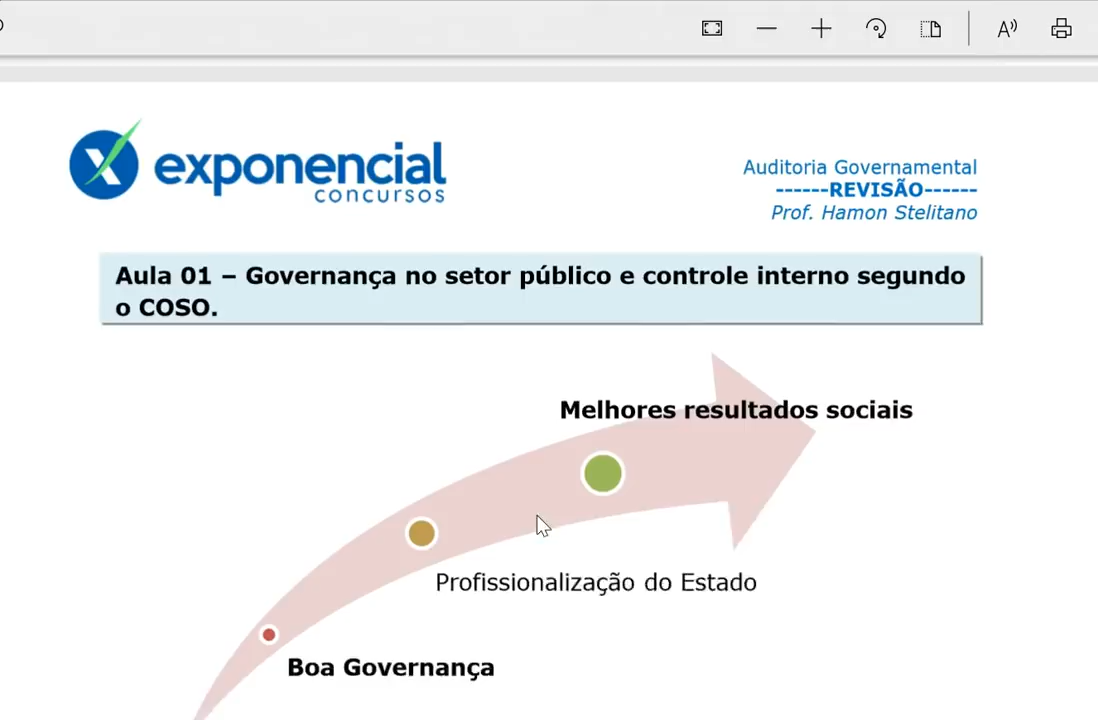 exponencial
concursos
Auditoria Governamental
------REVISÃO------
Prof. Hamon Stelitano
Aula 01 – Governança no setor público e controle interno segundo
o COSO.
Melhores resultados sociais
Profissionalização do Estado
Boa Governança